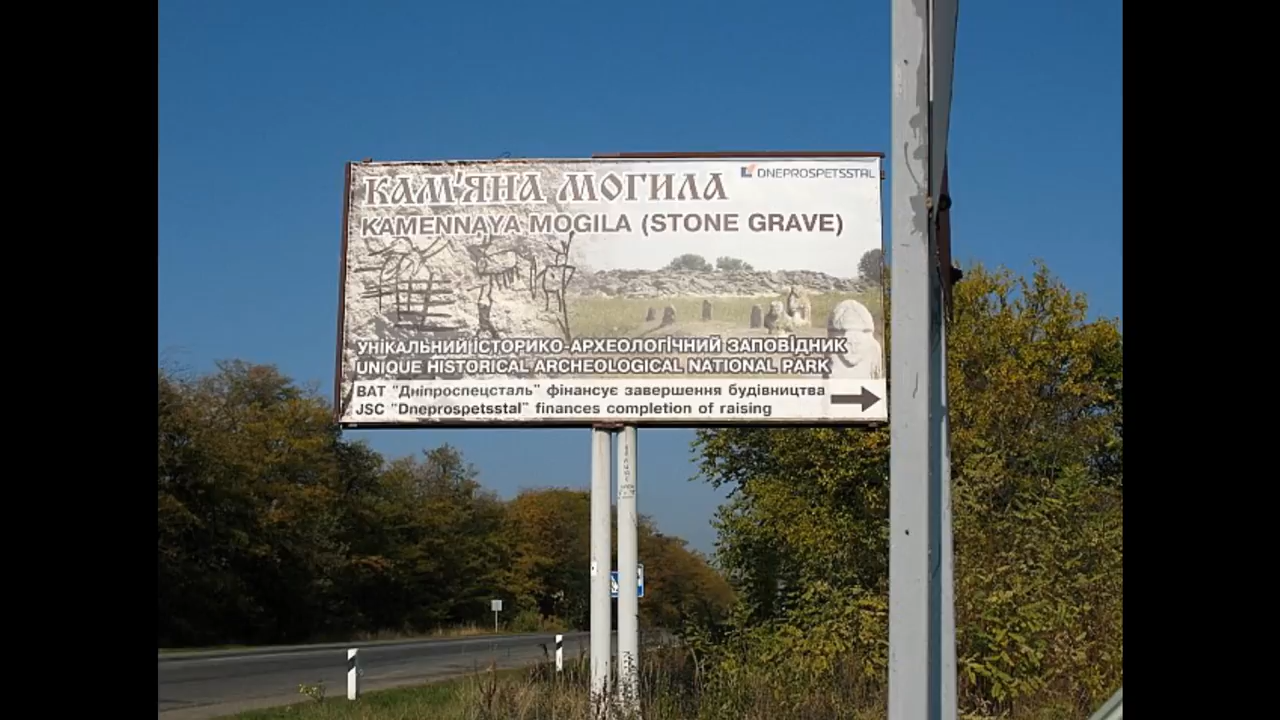 КАМ'ЯНА МОГИЛА
DNEPROSPETSSTAL
KAMENNAYA MOGILA (STONE GRAVE)
УНІКАЛЬНИЙ ІСТОРИКО-АРХЕОЛОГІЧНИЙ ЗАПОВІДНИК
UNIQUE HISTORICAL ARCHEOLOGICAL NATIONAL PARK
ВАТ "Дніпроспецсталь" фінансує завершення будівництва
JSC "Dneprospetsstal" finances completion of raising